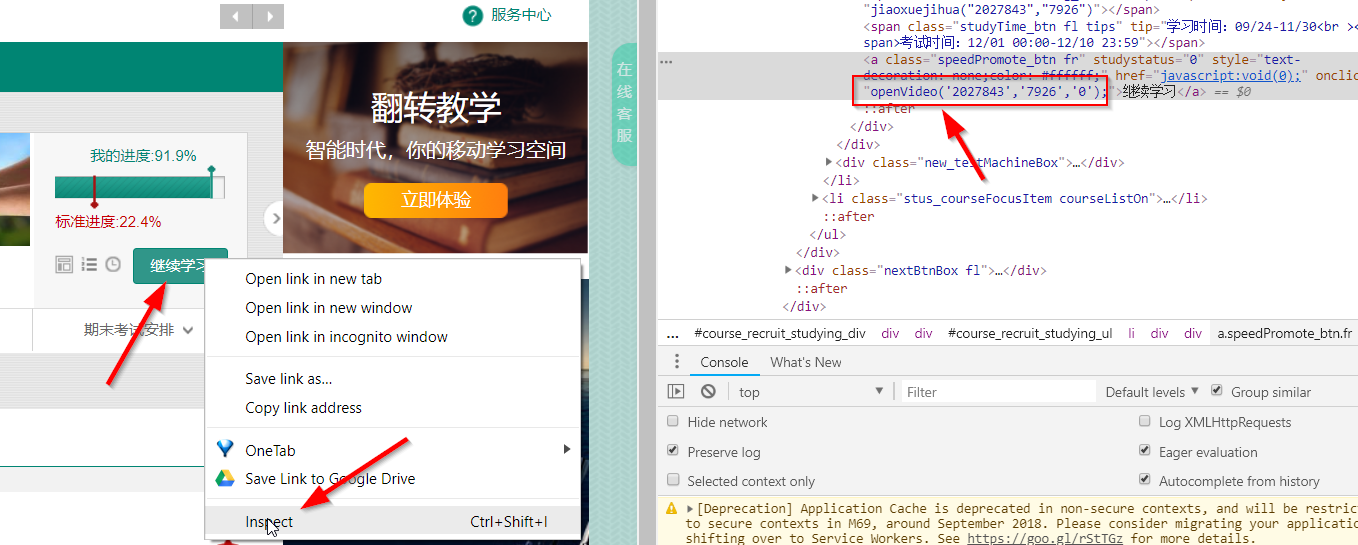 服务中心
在线客服
翻转教学
智能时代，你的移动学习空间
立即体验
我的进度:91.9%
标准进度:22.4%
继续学习
期末考试安排
Open link in new tab
Open link in new window
Open link in incognito window
Save link as...
Copy link address
OneTab
Save Link to Google Drive
Inspect Ctrl+Shift+I
"jiaoxuejihua("2027843","7926")"></span>
<span class="studyTime_btn fl tips" tip="学习时间：09/24-11/30<br ><
span>考试时间：12/01 00:00-12/10 23:59"></span>
<a class="speedPromote_btn fr" studystatus="0" style="text-
decoration: none;color: #ffffff;" href="javascript:void(0);" onclic
"openVideo('2027843','7926','0');">继续学习</a> == $0
::after
</div>
<div class="new_testMachineBox">…</div>
</li>
<li class="stus_courseFocusItem courseListOn">…</li>
::after
</ul>
</div>
<div class="nextBtnBox fl">…</div>
::after
</div>
... #course_recruit_studying_div div div #course_recruit_studying_ul li div div a.speedPromote_btn.fr
Console What's New
top Filter Default levels Group similar
Hide network Log XMLHttpRequests
Preserve log Eager evaluation
Selected context only Autocomplete from history
[Deprecation] Application Cache is deprecated in non-secure contexts, and will be restric
to secure contexts in M69, around September 2018. Please consider migrating your applicatio
shifting over to Service Workers. See https://goo.gl/rStTGz for more details.